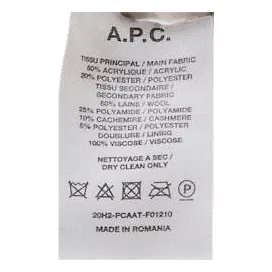 A.P.C.
TISSU PRINCIPAL / MAIN FABRIC
80% ACRYLIQUE / ACRYLIC
20% POLYESTER / POLYESTER
TISSU SECONDAIRE /
SECONDARY FABRIC
60% LAINE / WOOL
25% POLYAMIDE / POLYAMIDE
10% CACHEMIRE / CASHMERE
5% POLYESTER / POLYESTER
DOUBLURE / LINING
100% VISCOSE / VISCOSE
NETTOYAGE A SEC /
DRY CLEAN ONLY
P
20H2-PCAAT-F01210
MADE IN ROMANIA